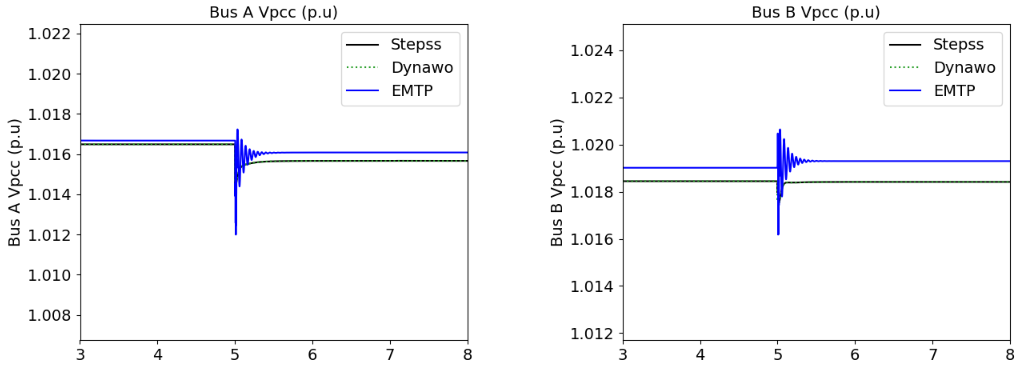 Bus A Vpcc (p.u)
Bus A Vpcc (p.u)
1.022
1.020
1.018
1.016
1.014
1.012
1.010
1.008
Stepss
Dynawo
EMTP
3 4 5 6 7 8
Bus B Vpcc (p.u)
Bus B Vpcc (p.u)
1.024
1.022
1.020
1.018
1.016
1.014
1.012
Stepss
Dynawo
EMTP
3 4 5 6 7 8